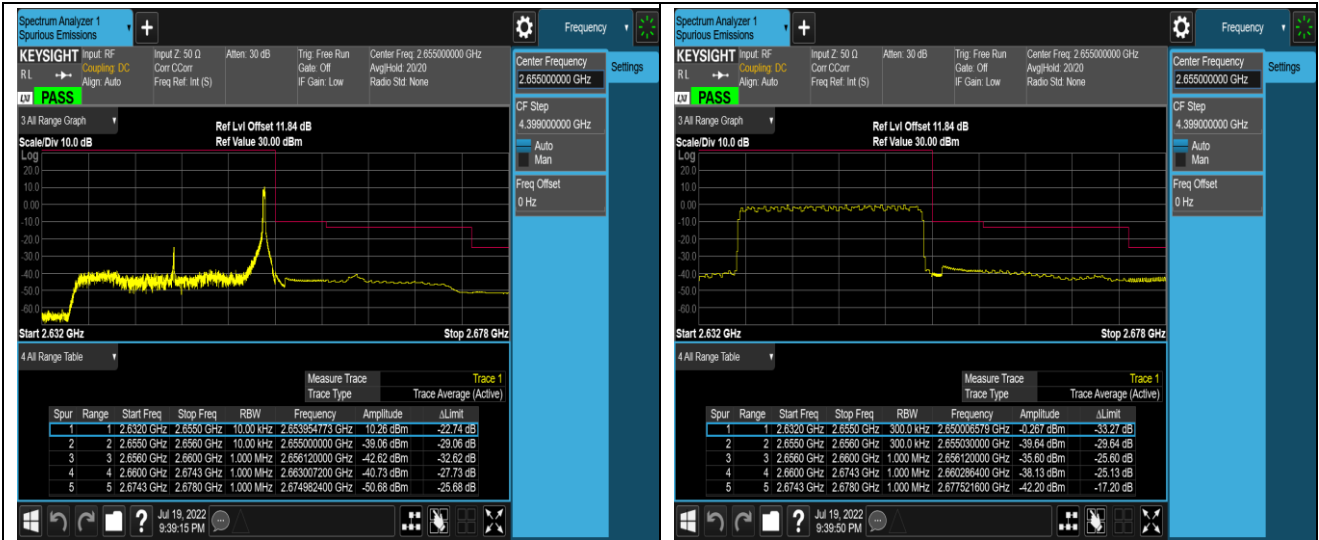 Spectrum Analyzer 1
Spurious Emissions
+
Frequency
KEYSIGHT Input: RF Input Z: 50 Ω Atten: 30 dB Trig: Free Run Center Freq: 2.655000000 GHz
RL Coupling: DC Corr CCorr Gate: Off Avg|Hold: 20/20
Align: Auto Freq Ref: Int (S) IF Gain: Low Radio Std: None
LXI PASS
Center Frequency
2.655000000 GHz
Settings
CF Step
4.399000000 GHz
Auto
Man
Freq Offset
0 Hz
3 All Range Graph
Ref Lvl Offset 11.84 dB
Scale/Div 10.0 dB Ref Value 30.00 dBm
Log
20.0
10.0
0.00
-10.0
-20.0
-30.0
-40.0
-50.0
-60.0
Start 2.632 GHz Stop 2.678 GHz
4 All Range Table
Measure Trace Trace 1
Trace Type Trace Average (Active)
Spur Range Start Freq Stop Freq RBW Frequency Amplitude ΔLimit
1 1 2.6320 GHz 2.6550 GHz 10.00 kHz 2.653954773 GHz 10.26 dBm -22.74 dB
2 2 2.6550 GHz 2.6560 GHz 10.00 kHz 2.655000000 GHz -39.06 dBm -29.06 dB
3 3 2.6560 GHz 2.6600 GHz 1.000 MHz 2.656120000 GHz -42.62 dBm -32.62 dB
4 4 2.6600 GHz 2.6743 GHz 1.000 MHz 2.663007200 GHz -40.73 dBm -27.73 dB
5 5 2.6743 GHz 2.6780 GHz 1.000 MHz 2.674982400 GHz -50.68 dBm -25.68 dB
?
Jul 19, 2022
9:39:15 PM
Spectrum Analyzer 1
Spurious Emissions
+
Frequency
KEYSIGHT Input: RF Input Z: 50 Ω Atten: 30 dB Trig: Free Run Center Freq: 2.655000000 GHz
RL Coupling: DC Corr CCorr Gate: Off Avg|Hold: 20/20
Align: Auto Freq Ref: Int (S) IF Gain: Low Radio Std: None
LXI PASS
Center Frequency
2.655000000 GHz
Settings
CF Step
4.399000000 GHz
Auto
Man
Freq Offset
0 Hz
3 All Range Graph
Ref Lvl Offset 11.84 dB
Scale/Div 10.0 dB Ref Value 30.00 dBm
Log
20.0
10.0
0.00
-10.0
-20.0
-30.0
-40.0
-50.0
-60.0
Start 2.632 GHz Stop 2.678 GHz
4 All Range Table
Measure Trace Trace 1
Trace Type Trace Average (Active)
Spur Range Start Freq Stop Freq RBW Frequency Amplitude ΔLimit
1 1 2.6320 GHz 2.6550 GHz 300.0 kHz 2.650006579 GHz -0.267 dBm -33.27 dB
2 2 2.6550 GHz 2.6560 GHz 300.0 kHz 2.655030000 GHz -39.64 dBm -29.64 dB
3 3 2.6560 GHz 2.6600 GHz 1.000 MHz 2.656120000 GHz -35.60 dBm -25.60 dB
4 4 2.6600 GHz 2.6743 GHz 1.000 MHz 2.660286400 GHz -38.13 dBm -25.13 dB
5 5 2.6743 GHz 2.6780 GHz 1.000 MHz 2.677521600 GHz -42.20 dBm -17.20 dB
?
Jul 19, 2022
9:39:50 PM